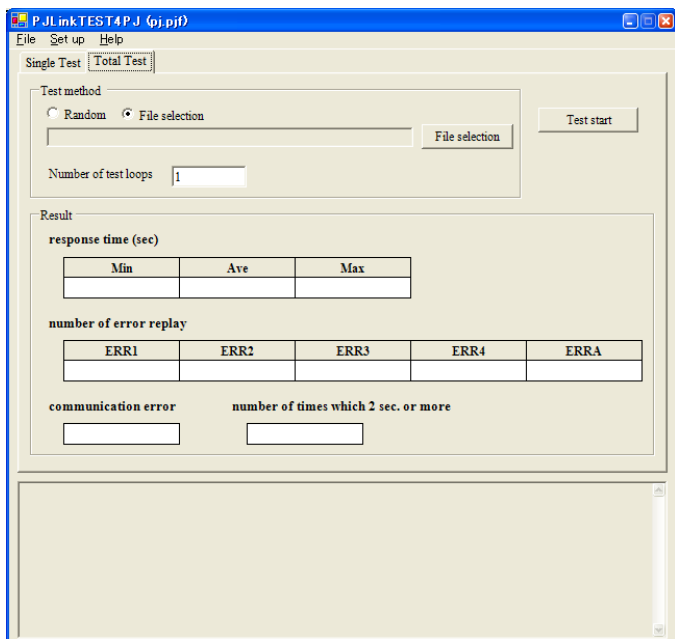 PJLinkTEST4PJ (pj.pjf)
File Set up Help
Single Test Total Test
Test method
Random File selection
Test start
File selection
Number of test loops 1
Result
response time (sec)
Min Ave Max
number of error replay
ERR1 ERR2 ERR3 ERR4 ERRA
communication error number of times which 2 sec. or more